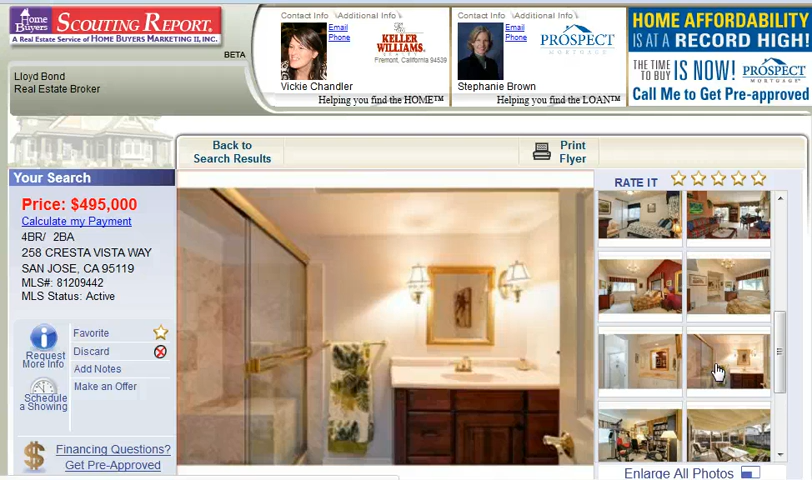 Home Buyers SCOUTING REPORT®
A Real Estate Service of HOME BUYERS MARKETING II, INC.
BETA
Lloyd Bond
Real Estate Broker
Contact Info \Additional Info \
Email
Phone
KELLER WILLIAMS.
Fremont, California 94539
Vickie Chandler
Helping you find the HOME™
Contact Info \Additional Info \
Email
Phone
PROSPECT
MORTGAGE
Stephanie Brown
Helping you find the LOAN™
HOME AFFORDABILITY
IS AT A RECORD HIGH!
THE TIME TO BUY IS NOW! PROSPECT MORTGAGE
Call Me to Get Pre-approved
Back to
Search Results
Print
Flyer
Your Search
RATE IT
Price: $495,000
Calculate my Payment
4BR/ 2BA
258 CRESTA VISTA WAY
SAN JOSE, CA 95119
MLS#: 81209442
MLS Status: Active
Request
More Info
Schedule
a Showing
Favorite
Discard
Add Notes
Make an Offer
Financing Questions?
Get Pre-Approved
Enlarge All Photos